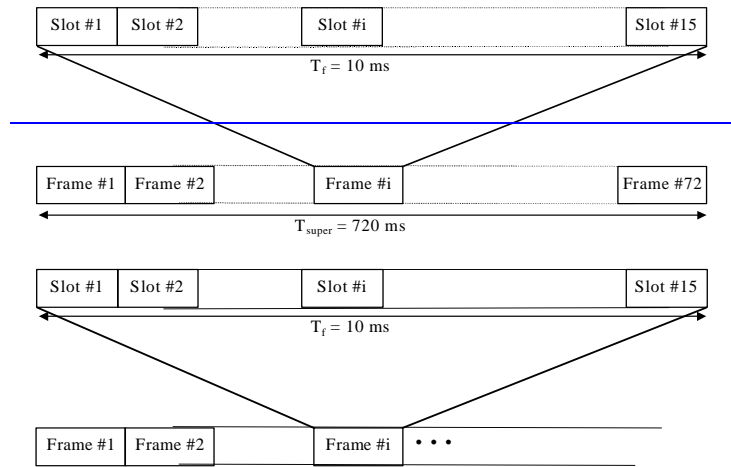 Slot #1 Slot #2 Slot #i Slot #15
T_f = 10 ms
Frame #1 Frame #2 Frame #i Frame #72
T_super = 720 ms
Slot #1 Slot #2 Slot #i Slot #15
T_f = 10 ms
Frame #1 Frame #2 Frame #i • • •